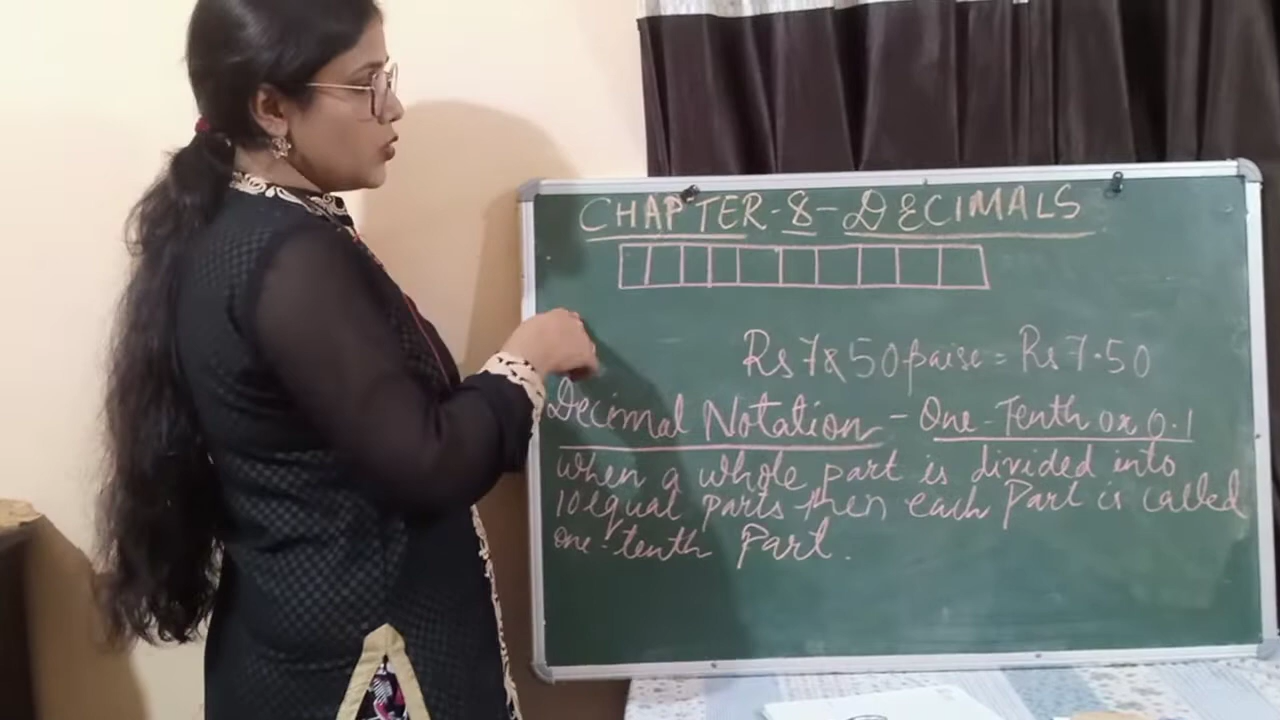 CHAPTER-8-DECIMALS
Rs 7 & 50 paise = Rs 7.50
Decimal Notation - One-Tenth or 0.1
when a whole part is divided into
10 equal parts then each Part is called
one-tenth Part.